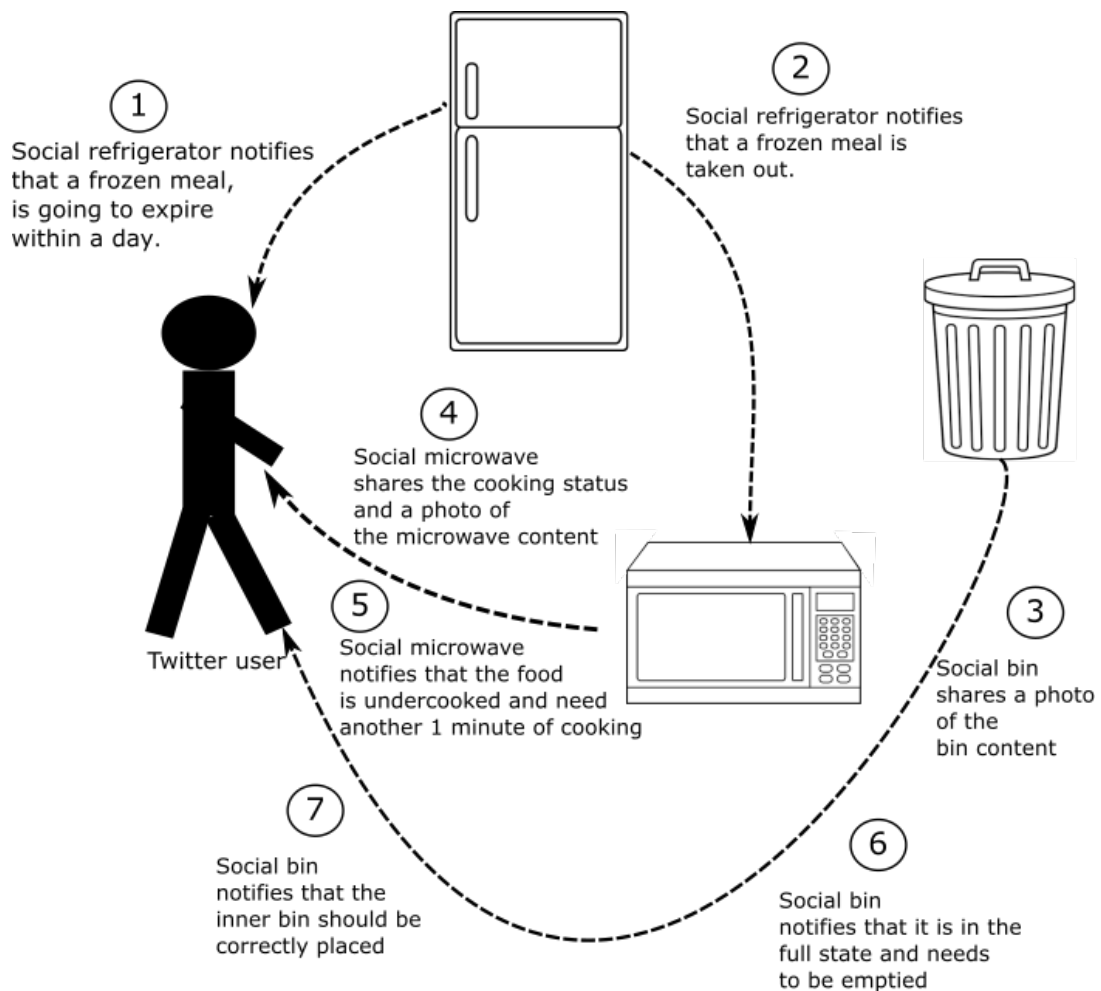 1
Social refrigerator notifies
that a frozen meal,
is going to expire
within a day.
2
Social refrigerator notifies
that a frozen meal is
taken out.
4
Social microwave
shares the cooking status
and a photo of
the microwave content
5
Social microwave
notifies that the food
is undercooked and need
another 1 minute of cooking
Twitter user
3
Social bin
shares a photo
of the
bin content
7
Social bin
notifies that the
inner bin should be
correctly placed
6
Social bin
notifies that it is in the
full state and needs
to be emptied